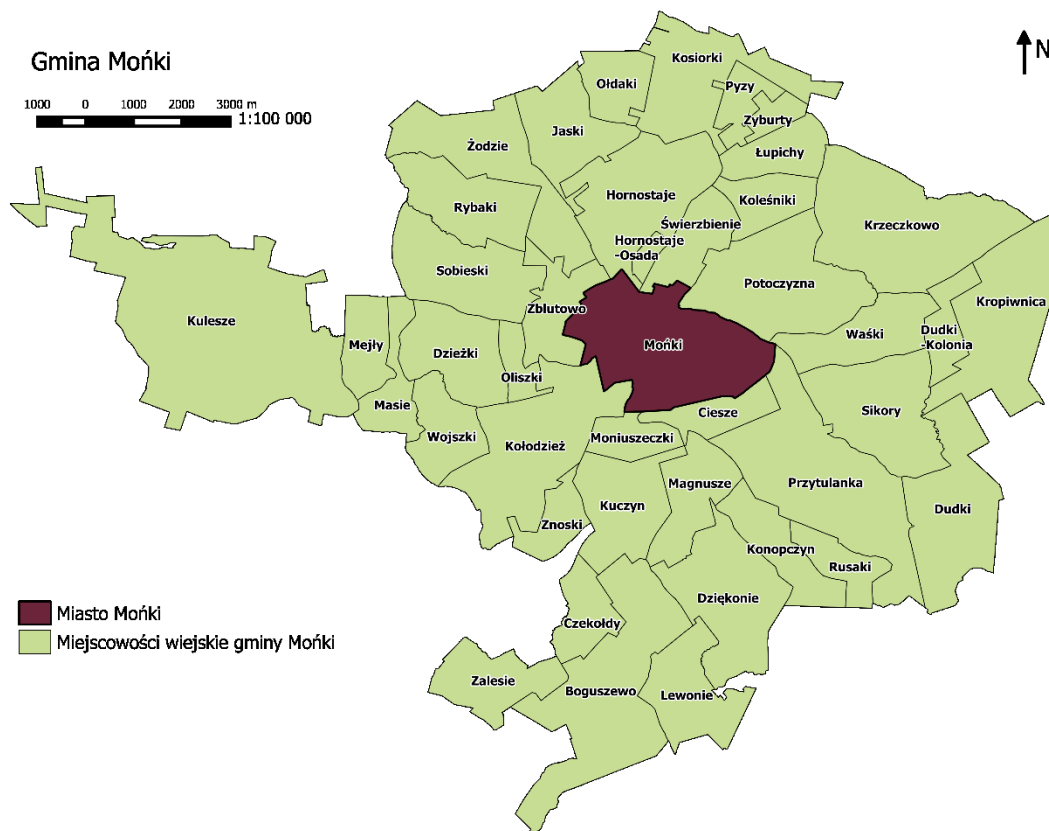 Gmina Mońki
N
1000 0 1000 2000 3000 m
1:100 000
Kosiorki
Ołdaki
Pyzy
Zyburty
Jaski
Żodzie
Łupichy
Hornostaje
Koleśniki
Rybaki
Świerzbienie
Krzeczkowo
Hornostaje
-Osada
Sobieski
Potoczyzna
Kropiwnica
Zblutowo
Kulesze
Dudki
-Kolonia
Waśki
Mejły
Dzieżki
Mońki
Oliszki
Masie
Ciesze
Sikory
Wojszki
Kołodzież
Moniuszeczki
Magnusze
Przytulanka
Kuczyn
Dudki
Znoski
Konopczyn
Rusaki
Dziękonie
Miasto Mońki
Czekołdy
Miejscowości wiejskie gminy Mońki
Zalesie
Boguszewo
Lewonie